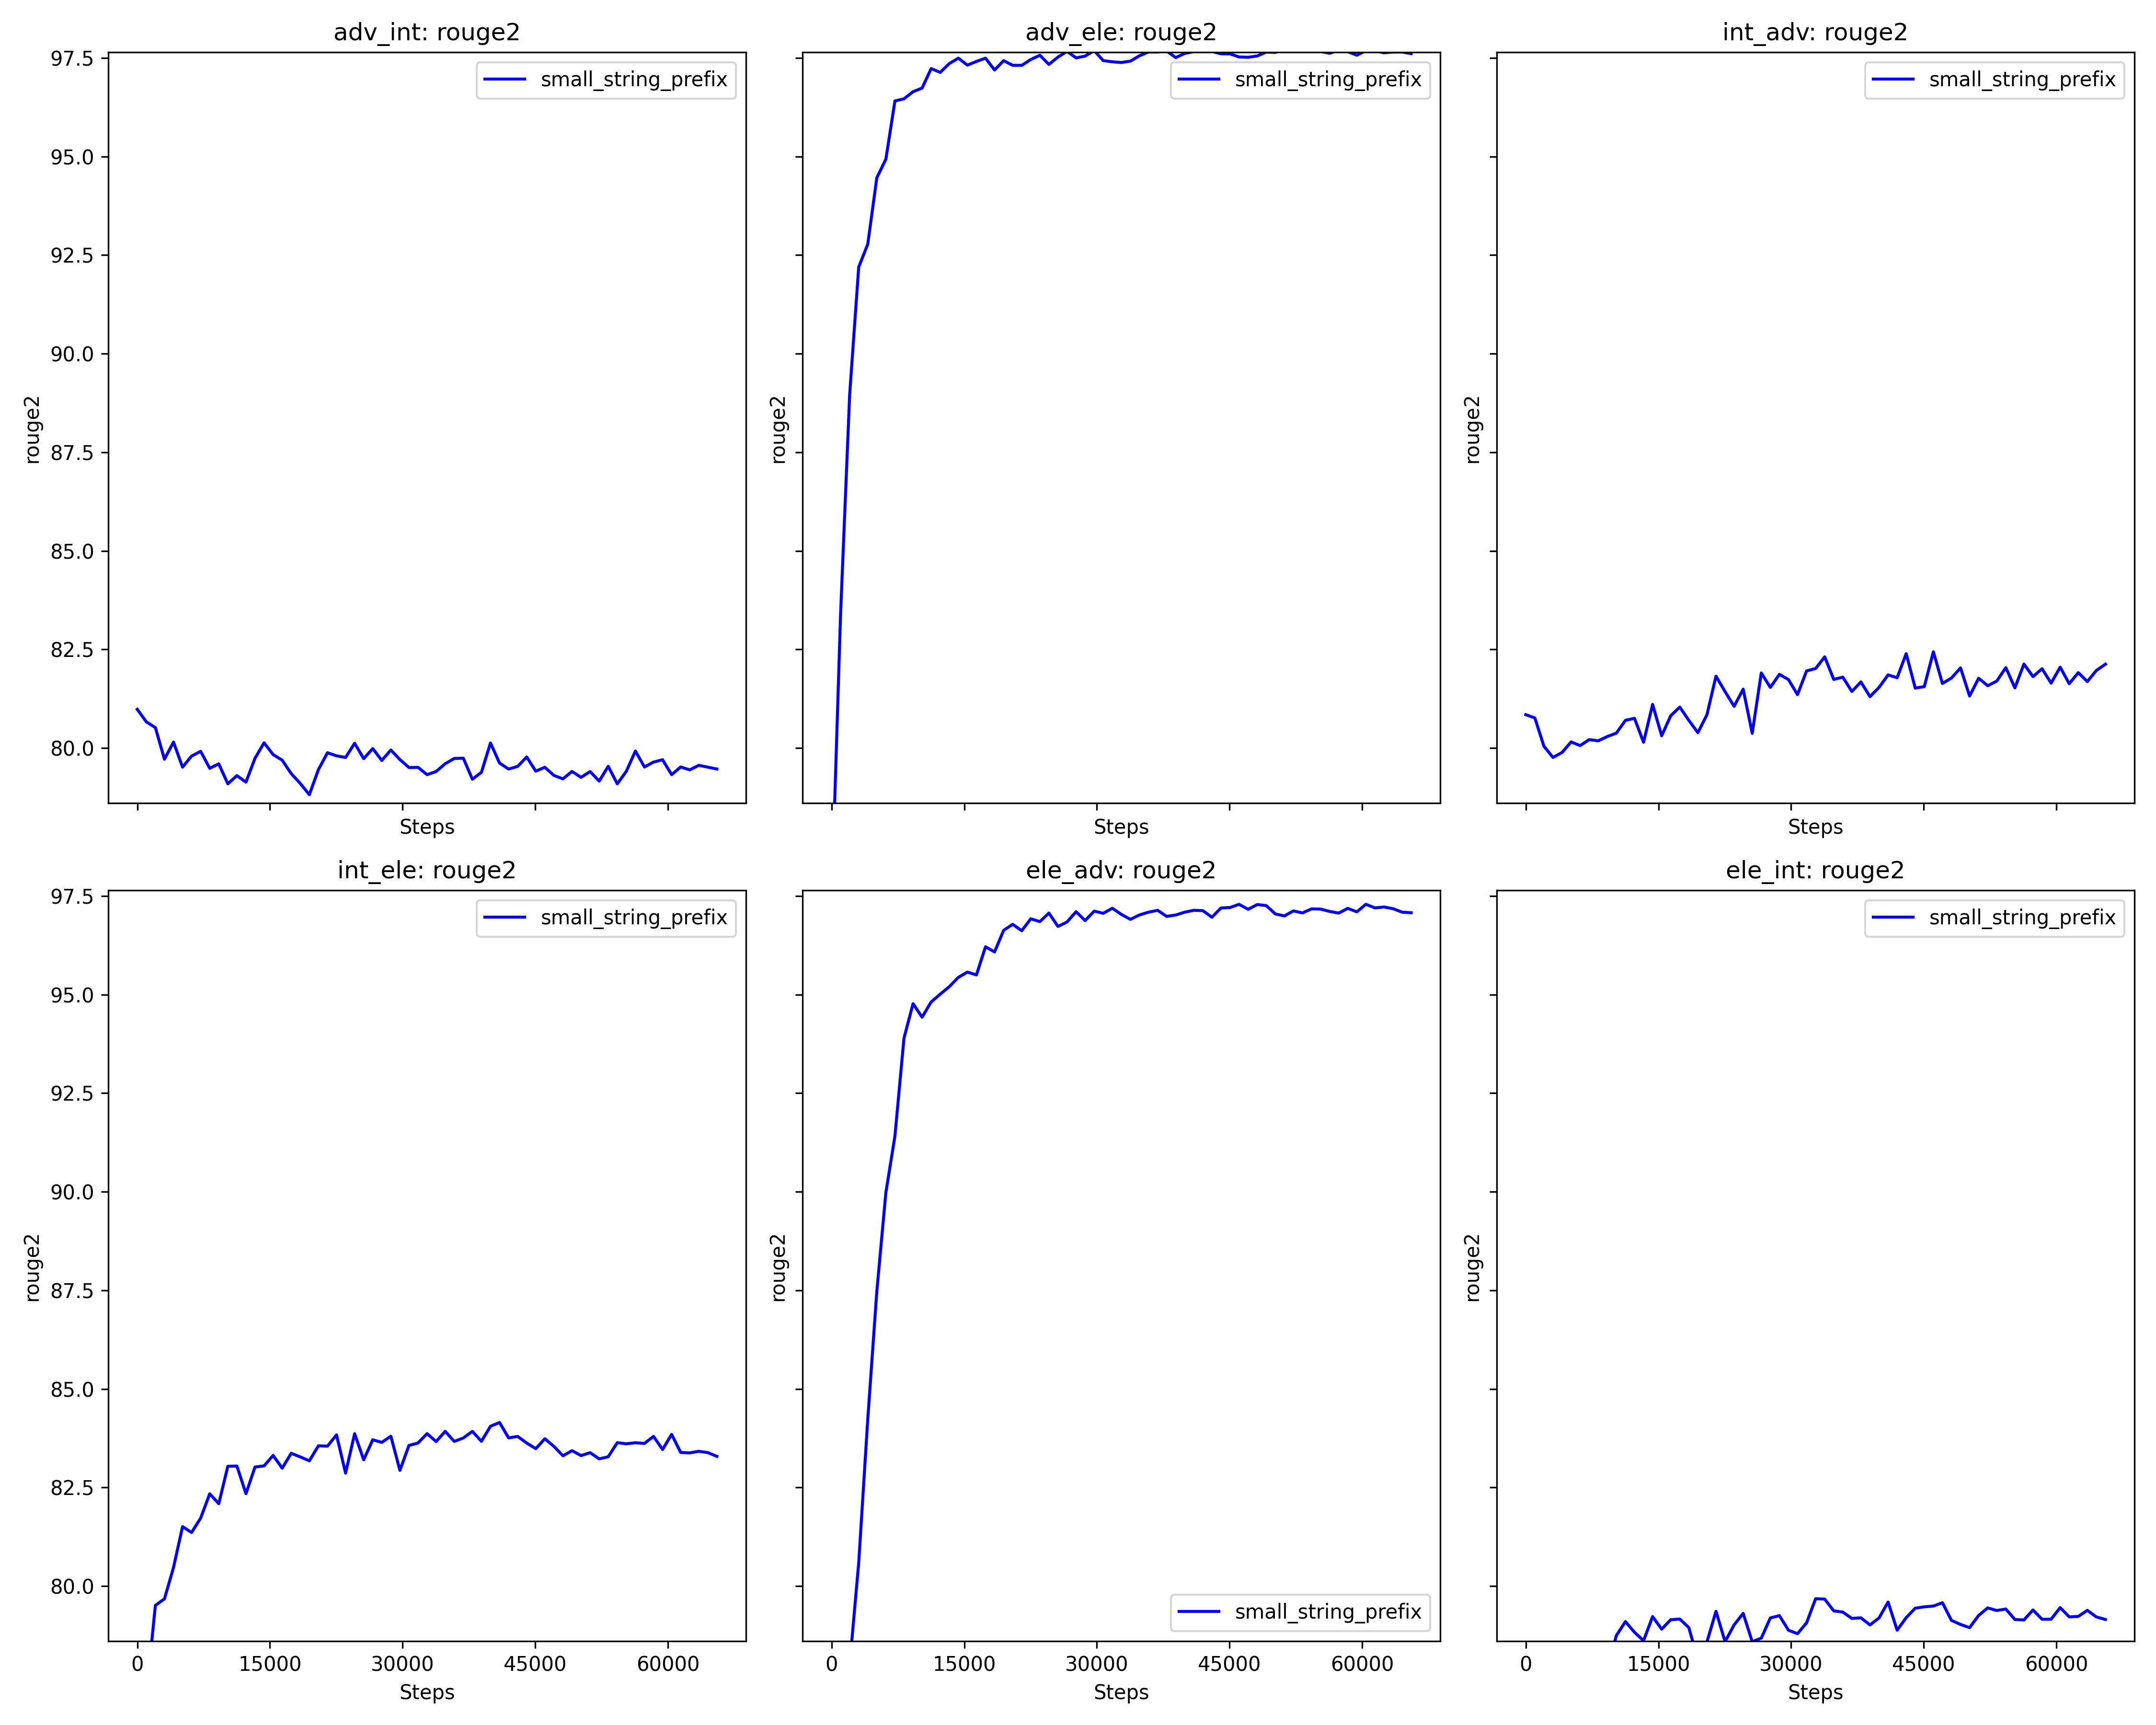 adv_int: rouge2
adv_ele: rouge2
int_adv: rouge2
97.5
95.0
92.5
90.0
87.5
85.0
82.5
80.0
rouge2
rouge2
rouge2
small_string_prefix
small_string_prefix
small_string_prefix
Steps
Steps
Steps
int_ele: rouge2
ele_adv: rouge2
ele_int: rouge2
97.5
95.0
92.5
90.0
87.5
85.0
82.5
80.0
rouge2
rouge2
rouge2
small_string_prefix
small_string_prefix
small_string_prefix
0 15000 30000 45000 60000
0 15000 30000 45000 60000
0 15000 30000 45000 60000
Steps
Steps
Steps